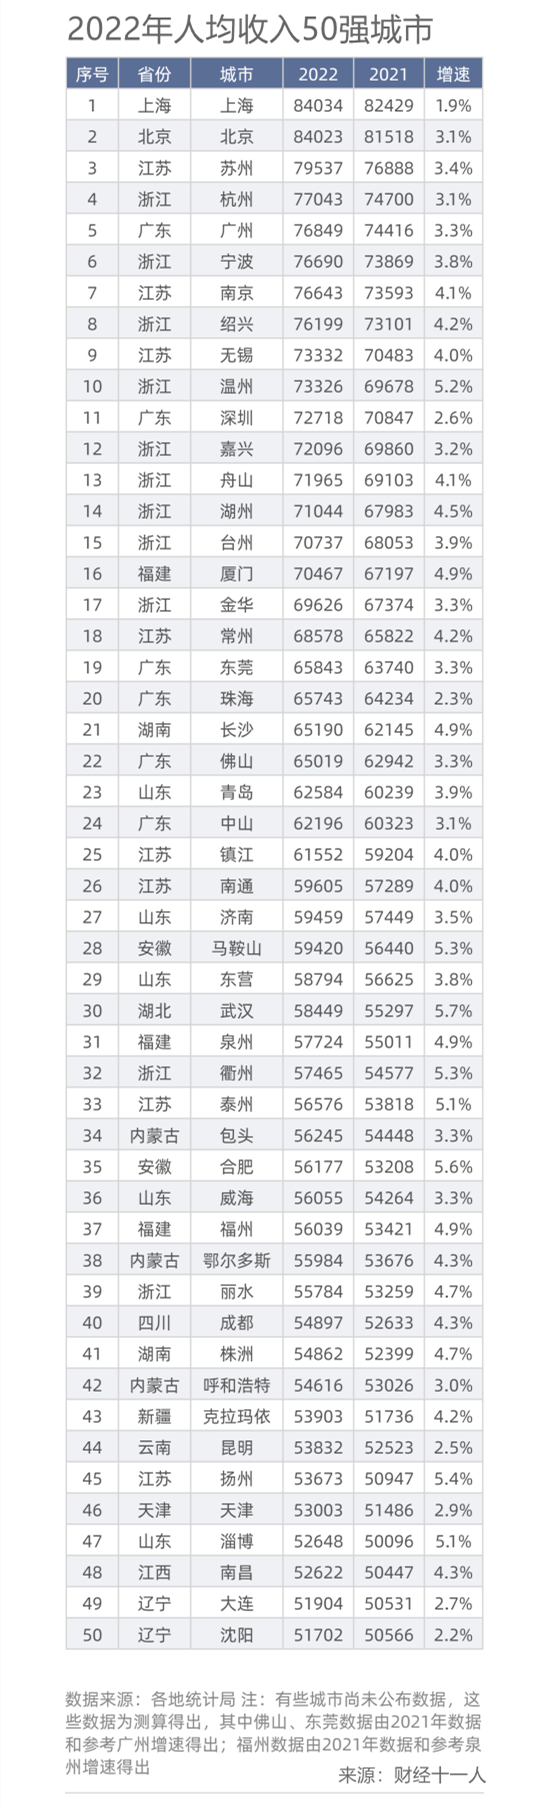 2022年人均收入50强城市
序号 省份 城市 2022 2021 增速
1 上海 上海 84034 82429 1.9%
2 北京 北京 84023 81518 3.1%
3 江苏 苏州 79537 76888 3.4%
4 浙江 杭州 77043 74700 3.1%
5 广东 广州 76849 74416 3.3%
6 浙江 宁波 76690 73869 3.8%
7 江苏 南京 76643 73593 4.1%
8 浙江 绍兴 76199 73101 4.2%
9 江苏 无锡 73332 70483 4.0%
10 浙江 温州 73326 69678 5.2%
11 广东 深圳 72718 70847 2.6%
12 浙江 嘉兴 72096 69860 3.2%
13 浙江 舟山 71965 69103 4.1%
14 浙江 湖州 71044 67983 4.5%
15 浙江 台州 70737 68053 3.9%
16 福建 厦门 70467 67197 4.9%
17 浙江 金华 69626 67374 3.3%
18 江苏 常州 68578 65822 4.2%
19 广东 东莞 65843 63740 3.3%
20 广东 珠海 65743 64234 2.3%
21 湖南 长沙 65190 62145 4.9%
22 广东 佛山 65019 62942 3.3%
23 山东 青岛 62584 60239 3.9%
24 广东 中山 62196 60323 3.1%
25 江苏 镇江 61552 59204 4.0%
26 江苏 南通 59605 57289 4.0%
27 山东 济南 59459 57449 3.5%
28 安徽 马鞍山 59420 56440 5.3%
29 山东 东营 58794 56625 3.8%
30 湖北 武汉 58449 55297 5.7%
31 福建 泉州 57724 55011 4.9%
32 浙江 衢州 57465 54577 5.3%
33 江苏 泰州 56576 53818 5.1%
34 内蒙古 包头 56245 54448 3.3%
35 安徽 合肥 56177 53208 5.6%
36 山东 威海 56055 54264 3.3%
37 福建 福州 56039 53421 4.9%
38 内蒙古 鄂尔多斯 55984 53676 4.3%
39 浙江 丽水 55784 53259 4.7%
40 四川 成都 54897 52633 4.3%
41 湖南 株洲 54862 52399 4.7%
42 内蒙古 呼和浩特 54616 53026 3.0%
43 新疆 克拉玛依 53903 51736 4.2%
44 云南 昆明 53832 52523 2.5%
45 江苏 扬州 53673 50947 5.4%
46 天津 天津 53003 51486 2.9%
47 山东 淄博 52648 50096 5.1%
48 江西 南昌 52622 50447 4.3%
49 辽宁 大连 51904 50531 2.7%
50 辽宁 沈阳 51702 50566 2.2%
数据来源：各地统计局 注：有些城市尚未公布数据，这
些数据为测算得出，其中佛山、东莞数据由2021年数据
和参考广州增速得出；福州数据由2021年数据和参考泉
州增速得出
来源：财经十一人